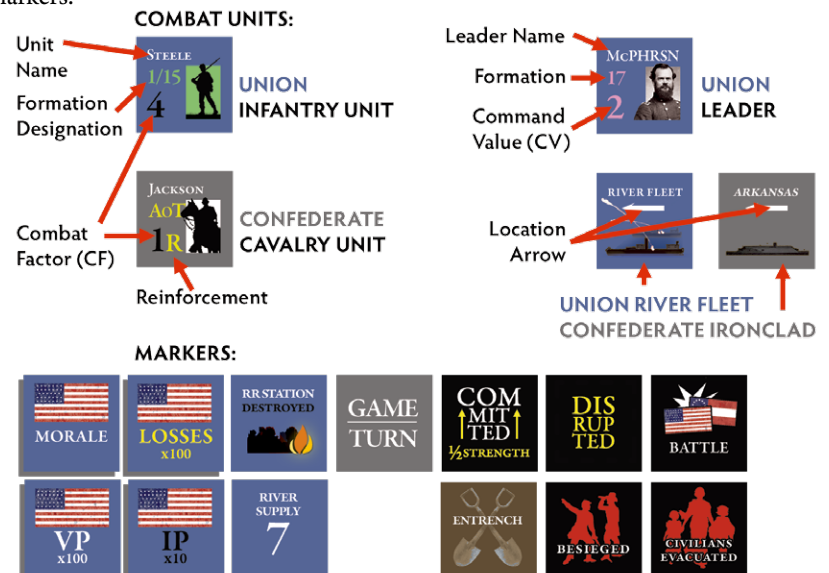 COMBAT UNITS:
Unit
Name
STEELE
1/15
4
UNION
INFANTRY UNIT
Formation
Designation
JACKSON
AoT
1 R
CONFEDERATE
CAVALRY UNIT
Combat
Factor (CF)
Reinforcement
Leader Name
McPHRSN
Formation
17
2
UNION
LEADER
Command
Value (CV)
RIVER FLEET
ARKANSAS
Location
Arrow
UNION RIVER FLEET
CONFEDERATE IRONCLAD
MARKERS:
MORALE
LOSSES
x100
RR STATION
DESTROYED
GAME
TURN
COM
MIT
TED
½ STRENGTH
DIS
RUP
TED
BATTLE
VP
x100
IP
x10
RIVER
SUPPLY
7
ENTRENCH
BESIEGED
CIVILIANS
EVACUATED